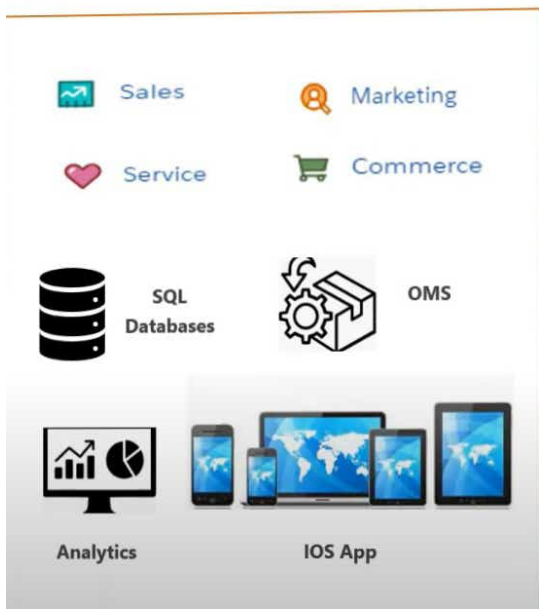 Sales
Marketing
Service
Commerce
SQL
Databases
OMS
Analytics
IOS App